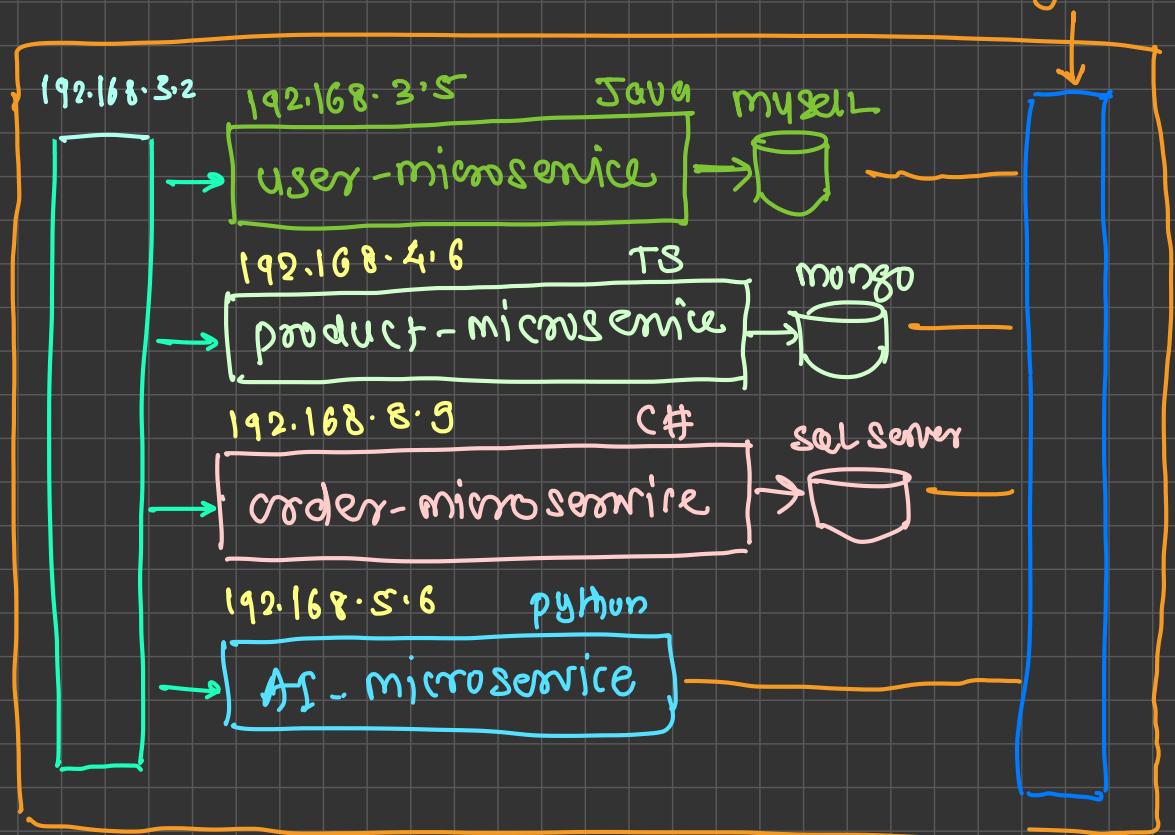 192.168.3.2
192.168.3.5 Java mysql
user-microservice
192.168.4.6 TS mongo
product-microservice
192.168.8.9 C# sql server
order-microservice
192.168.5.6 python
AI-microservice